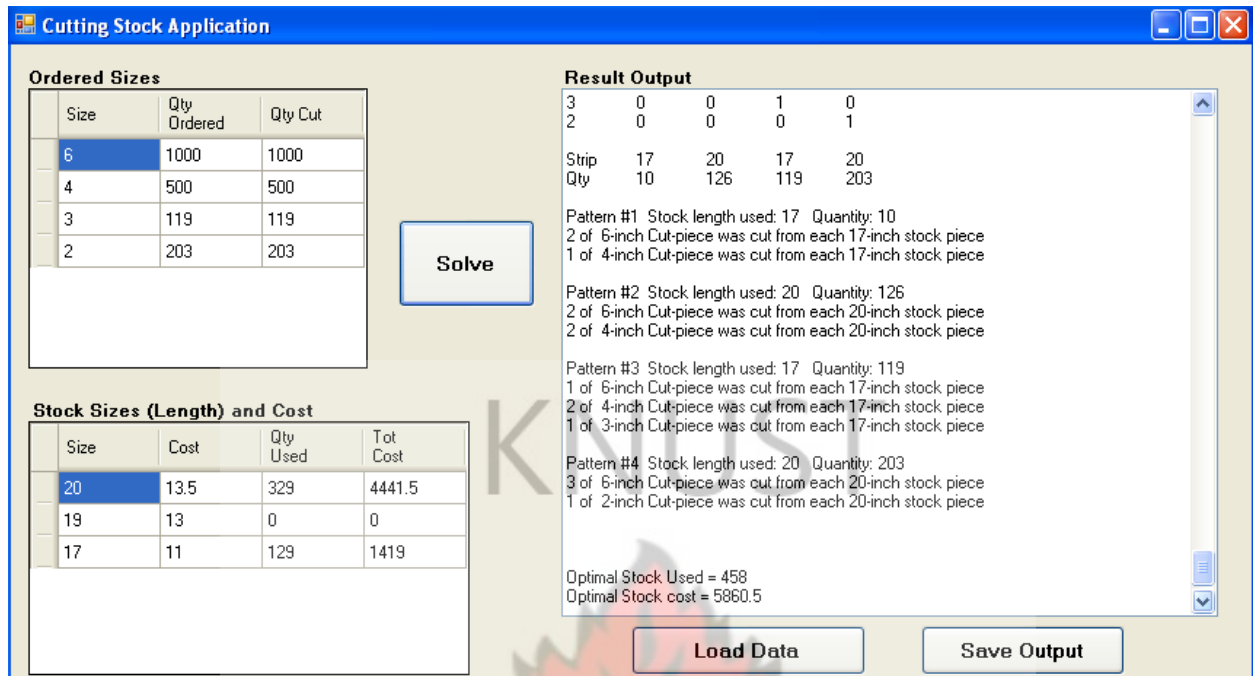 Cutting Stock Application
Ordered Sizes
Size Qty Ordered Qty Cut
6 1000 1000
4 500 500
3 119 119
2 203 203
Solve
Stock Sizes (Length) and Cost
Size Cost Qty Used Tot Cost
20 13.5 329 4441.5
19 13 0 0
17 11 129 1419
Result Output
3 0 0 1 0
2 0 0 0 1
Strip 17 20 17 20
Qty 10 126 119 203
Pattern #1 Stock length used: 17 Quantity: 10
2 of 6-inch Cut-piece was cut from each 17-inch stock piece
1 of 4-inch Cut-piece was cut from each 17-inch stock piece
Pattern #2 Stock length used: 20 Quantity: 126
2 of 6-inch Cut-piece was cut from each 20-inch stock piece
2 of 4-inch Cut-piece was cut from each 20-inch stock piece
Pattern #3 Stock length used: 17 Quantity: 119
1 of 6-inch Cut-piece was cut from each 17-inch stock piece
2 of 4-inch Cut-piece was cut from each 17-inch stock piece
1 of 3-inch Cut-piece was cut from each 17-inch stock piece
Pattern #4 Stock length used: 20 Quantity: 203
3 of 6-inch Cut-piece was cut from each 20-inch stock piece
1 of 2-inch Cut-piece was cut from each 20-inch stock piece
Optimal Stock Used = 458
Optimal Stock cost = 5860.5
KNUST
Load Data
Save Output